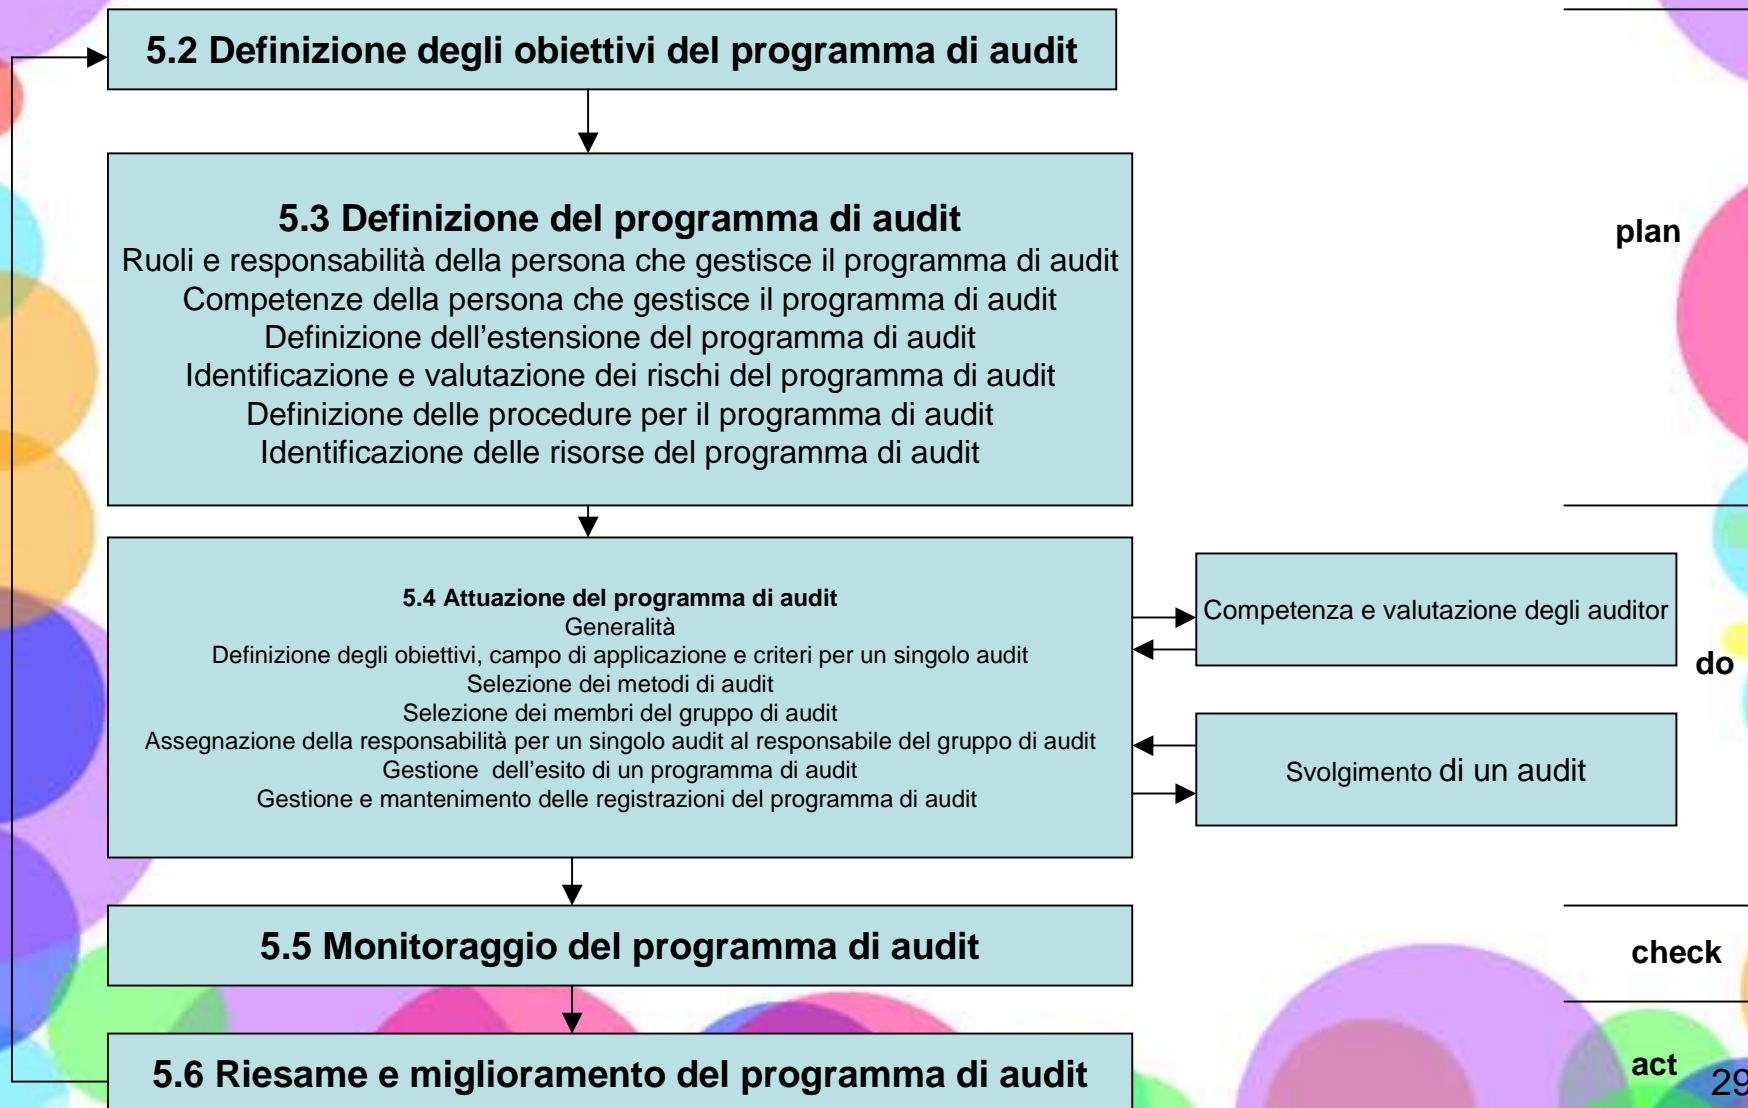 5.2 Definizione degli obiettivi del programma di audit
5.3 Definizione del programma di audit
Ruoli e responsabilità della persona che gestisce il programma di audit
Competenze della persona che gestisce il programma di audit
Definizione dell’estensione del programma di audit
Identificazione e valutazione dei rischi del programma di audit
Definizione delle procedure per il programma di audit
Identificazione delle risorse del programma di audit
plan
5.4 Attuazione del programma di audit
Generalità
Definizione degli obiettivi, campo di applicazione e criteri per un singolo audit
Selezione dei metodi di audit
Selezione dei membri del gruppo di audit
Assegnazione della responsabilità per un singolo audit al responsabile del gruppo di audit
Gestione  dell’esito di un programma di audit
Gestione e mantenimento delle registrazioni del programma di audit
Competenza e valutazione degli auditor
do
Svolgimento di un audit
5.5 Monitoraggio del programma di audit
check
5.6 Riesame e miglioramento del programma di audit
act
29